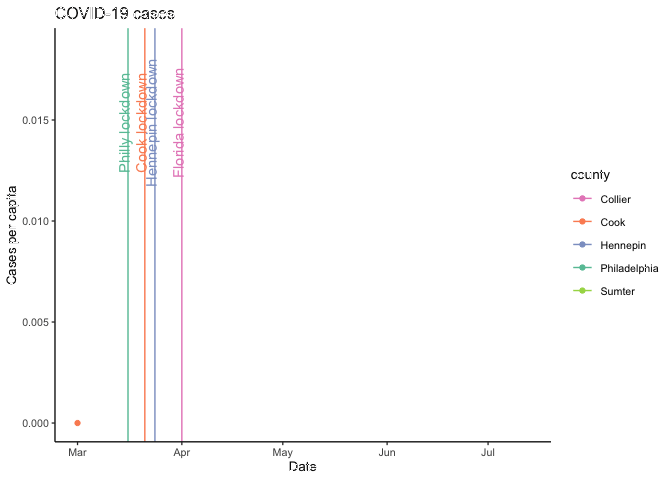 COVID-19 cases
Philly lockdown
Cook lockdown
Hennepin lockdown
Florida lockdown
Cases per capita
0.015
0.010
0.005
0.000
Mar
Apr
May
Jun
Jul
Date
county
Collier
Cook
Hennepin
Philadelphia
Sumter